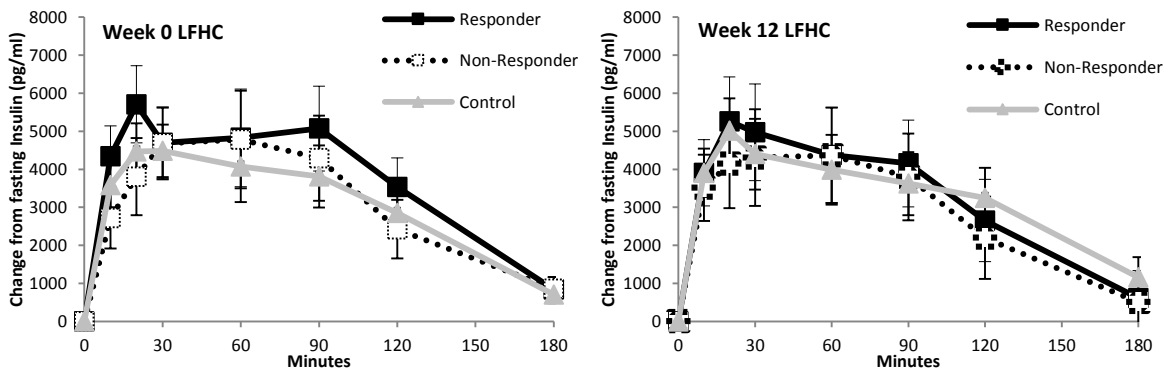 Week 0 LFHC
Responder
Non-Responder
Control
Change from fasting Insulin (pg/ml)
8000
7000
6000
5000
4000
3000
2000
1000
0
0 30 60 90 120 150 180
Minutes
Week 12 LFHC
Responder
Non-Responder
Control
Change from fasting Insulin (pg/ml)
8000
7000
6000
5000
4000
3000
2000
1000
0
0 30 60 90 120 150 180
Minutes